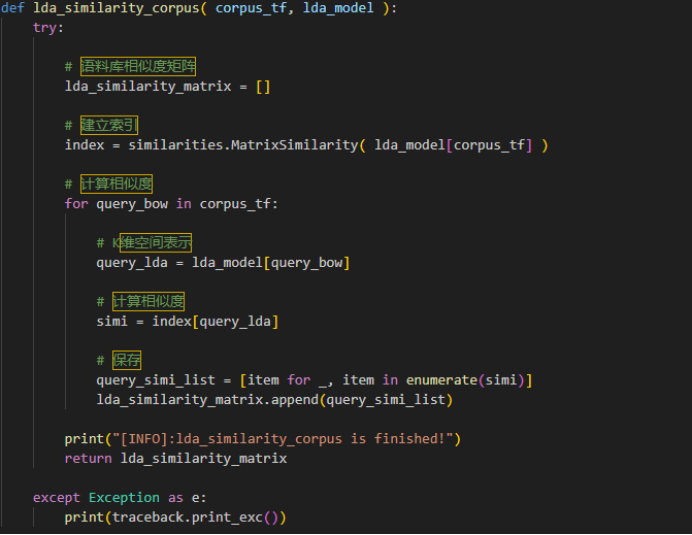 def lda_similarity_corpus( corpus_tf, lda_model ):
try:
# 语料库相似度矩阵
lda_similarity_matrix = []
# 建立索引
index = similarities.MatrixSimilarity( lda_model[corpus_tf] )
# 计算相似度
for query_bow in corpus_tf:
# K维空间表示
query_lda = lda_model[query_bow]
# 计算相似度
simi = index[query_lda]
# 保存
query_simi_list = [item for _, item in enumerate(simi)]
lda_similarity_matrix.append(query_simi_list)
print("[INFO]:lda_similarity_corpus is finished!")
return lda_similarity_matrix
except Exception as e:
print(traceback.print_exc())